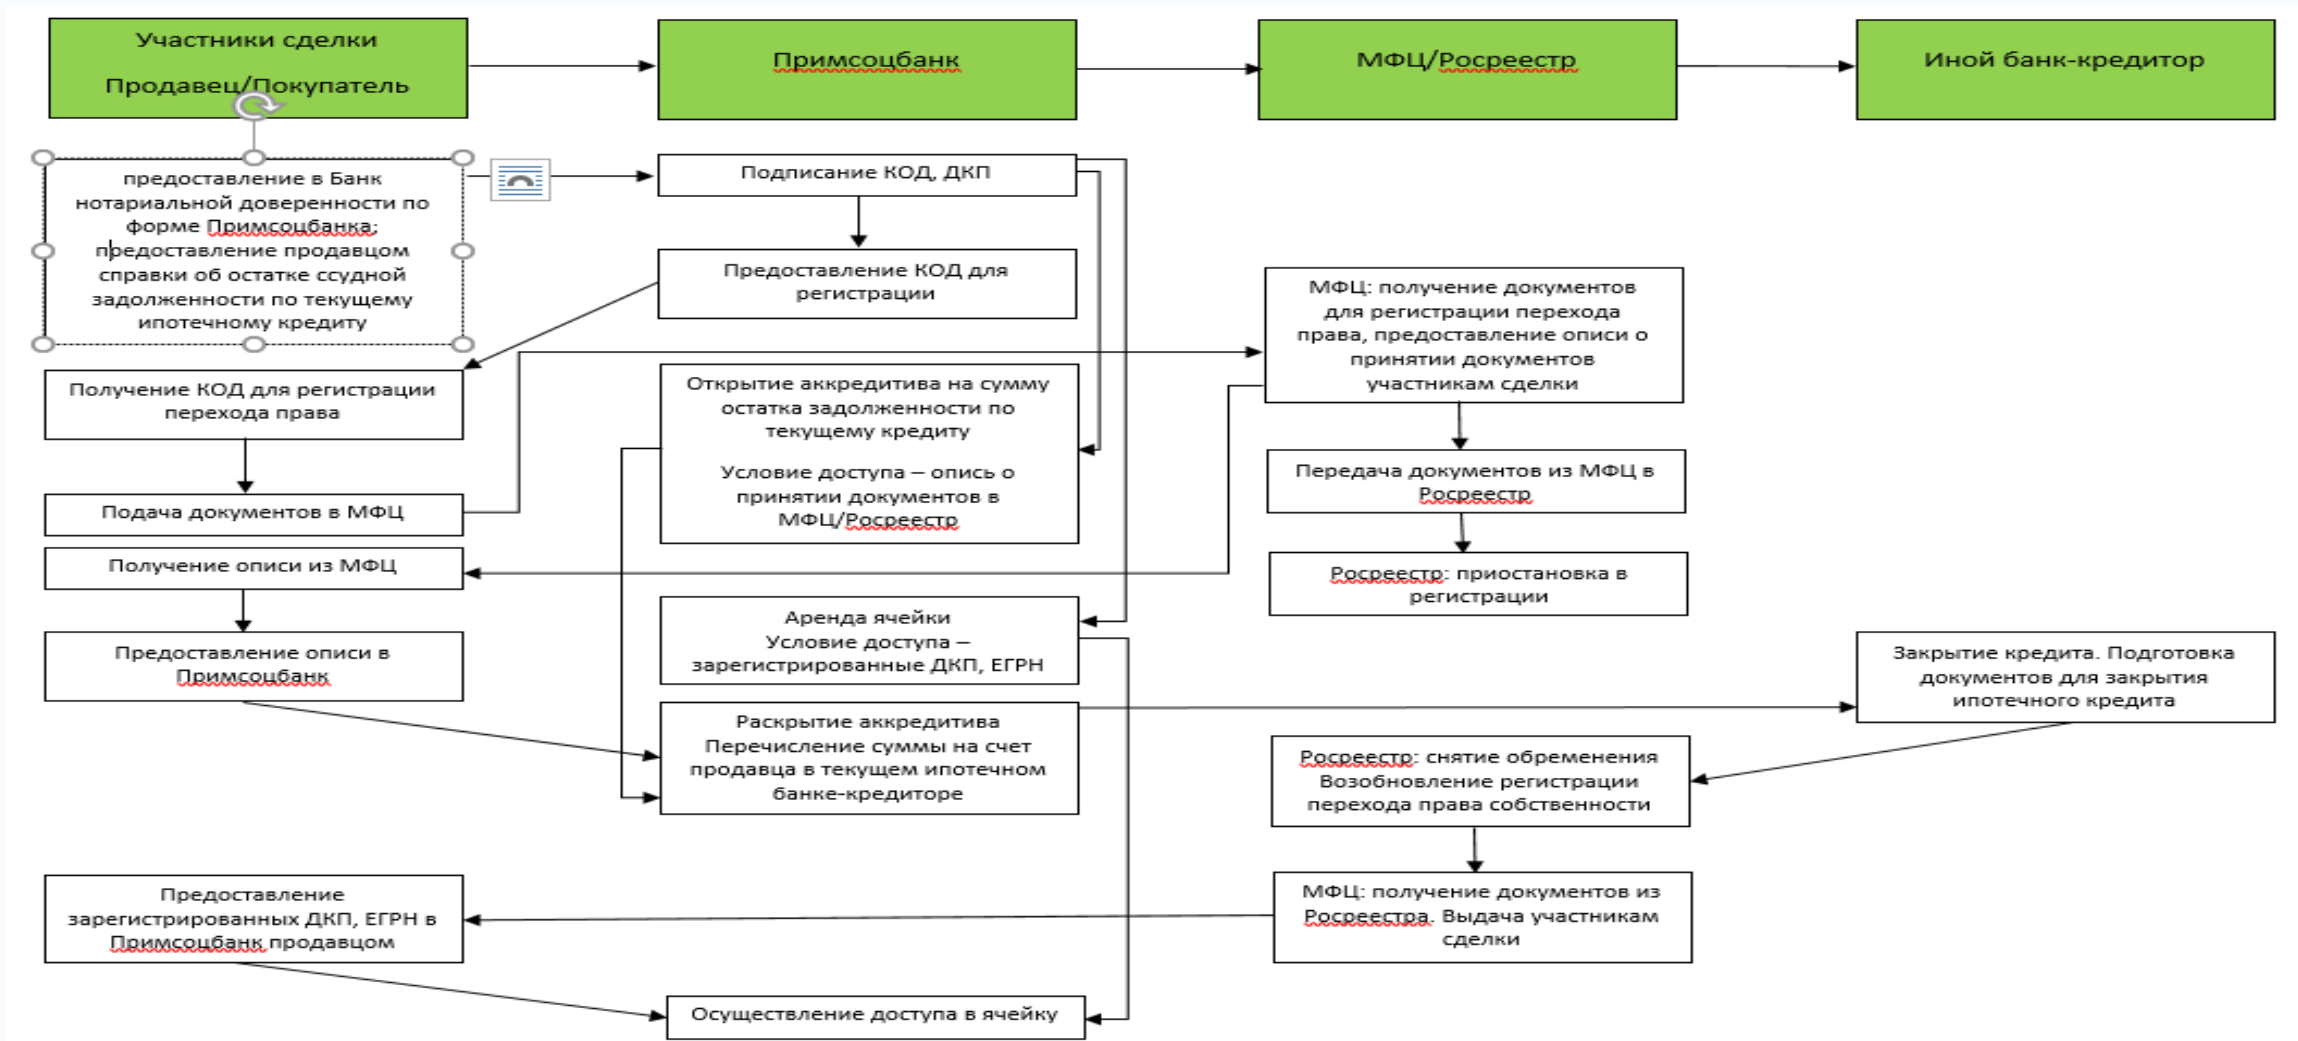 Участники сделки
Продавец/Покупатель
Примсоцбанк
МФЦ/Росреестр
Иной банк-кредитор
предоставление в Банк
нотариальной доверенности по
форме Примсоцбанка;
предоставление продавцом
справки об остатке ссудной
задолженности по текущему
ипотечному кредиту
Подписание КОД, ДКП
Предоставление КОД для
регистрации
МФЦ: получение документов
для регистрации перехода
права, предоставление описи о
принятии документов
участникам сделки
Получение КОД для регистрации
перехода права
Открытие аккредитива на сумму
остатка задолженности по
текущему кредиту
Условие доступа – опись о
принятии документов в
МФЦ/Росреестр
Передача документов из МФЦ в
Росреестр
Подача документов в МФЦ
Получение описи из МФЦ
Росреестр: приостановка в
регистрации
Аренда ячейки
Условие доступа –
зарегистрированные ДКП, ЕГРН
Предоставление описи в
Примсоцбанк
Закрытие кредита. Подготовка
документов для закрытия
ипотечного кредита
Раскрытие аккредитива
Перечисление суммы на счет
продавца в текущем ипотечном
банке-кредиторе
Росреестр: снятие обременения
Возобновление регистрации
перехода права собственности
Предоставление
зарегистрированных ДКП, ЕГРН в
Примсоцбанк продавцом
МФЦ: получение документов из
Росреестра. Выдача участникам
сделки
Осуществление доступа в ячейку